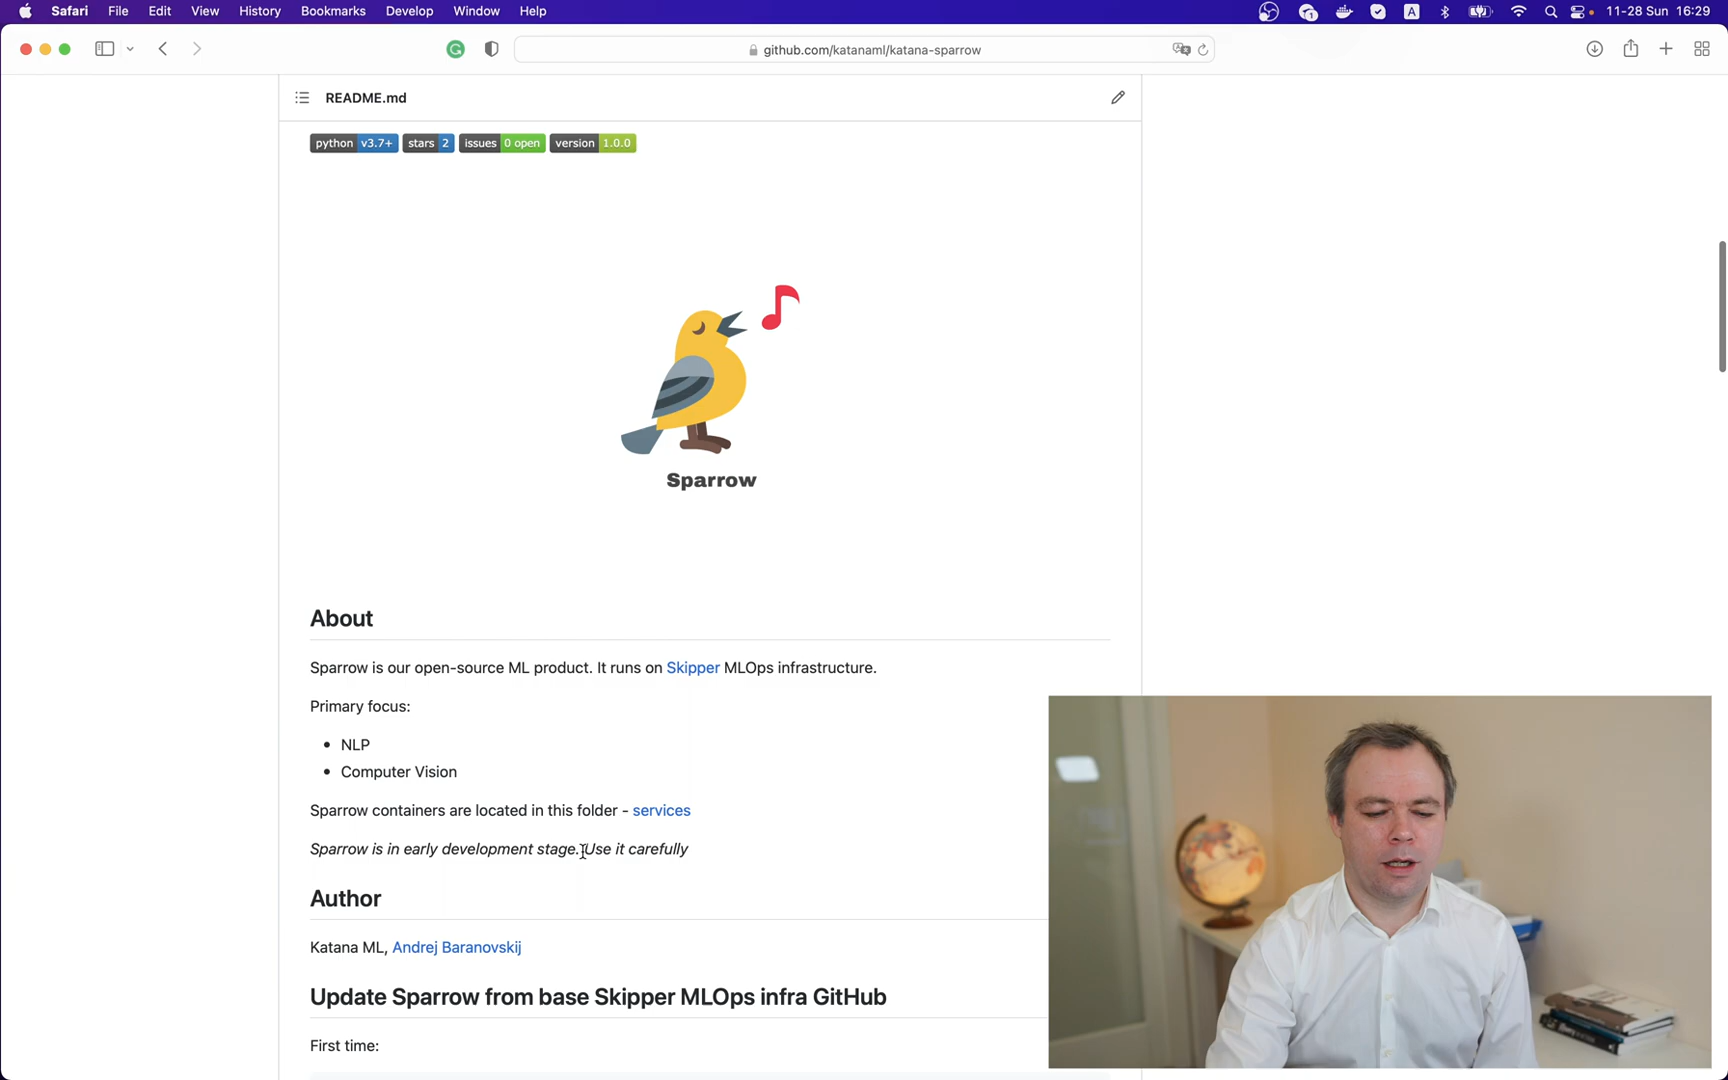 Safari File Edit View History Bookmarks Develop Window Help 1 A 11-28 Sun 16:29
github.com/katanaml/katana-sparrow
README.md
python v3.7+ stars 2 issues 0 open version 1.0.0
Sparrow
About
Sparrow is our open-source ML product. It runs on Skipper MLOps infrastructure.
Primary focus:
• NLP
• Computer Vision
Sparrow containers are located in this folder - services
Sparrow is in early development stage. Use it carefully
Author
Katana ML, Andrej Baranovskij
Update Sparrow from base Skipper MLOps infra GitHub
First time: